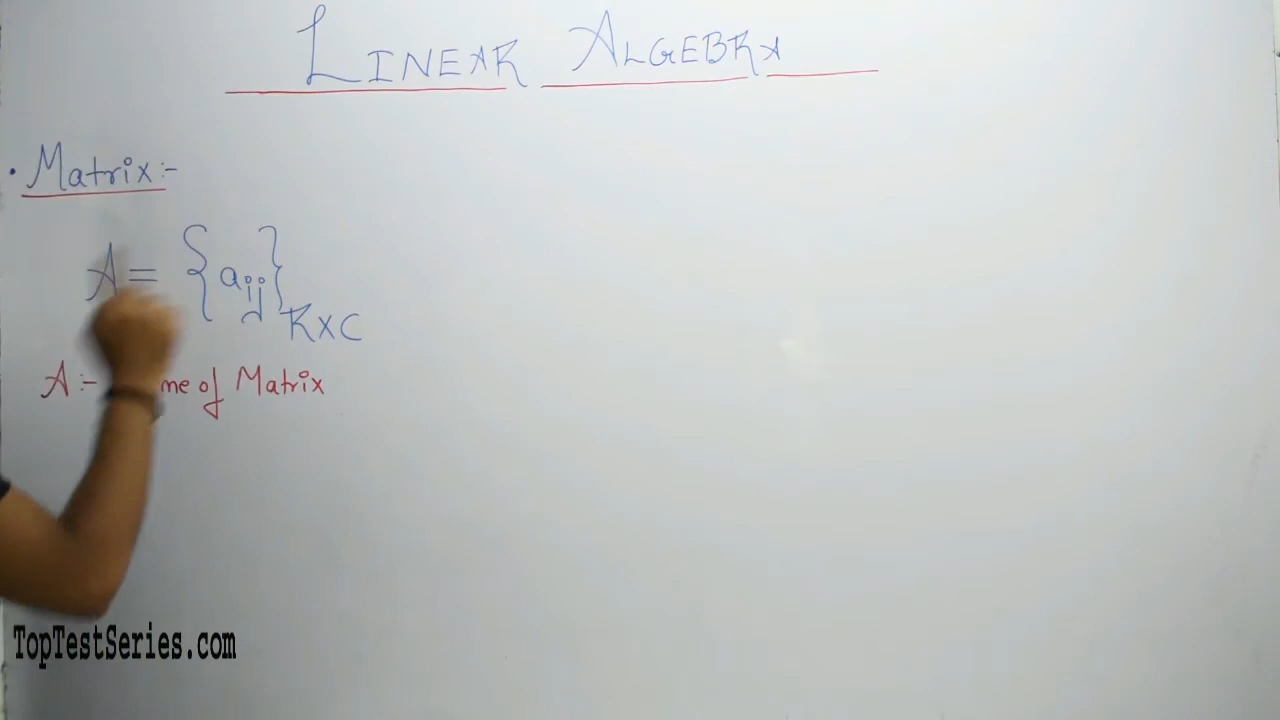 LINEAR ALGEBRA
• Matrix :-
A = {aij}RXC
A :- me of Matrix
TopTestSeries.com